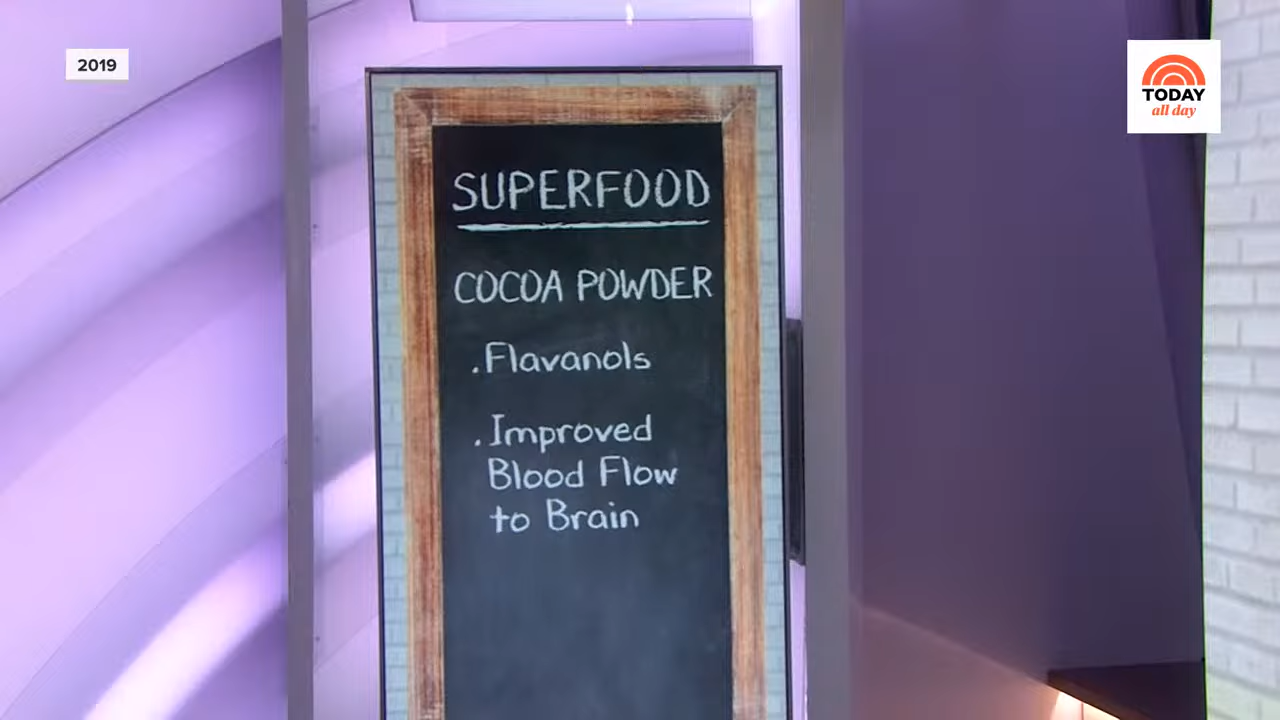 2019
TODAY
all day
SUPERFOOD
COCOA POWDER
.Flavanols
.Improved
Blood Flow
to Brain